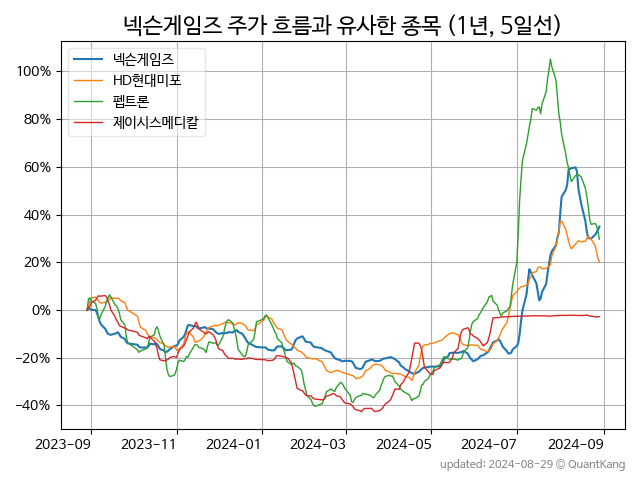 넥슨게임즈 주가 흐름과 유사한 종목 (1년, 5일선)
넥슨게임즈
HD현대미포
펩트론
제이시스메디칼
100%
80%
60%
40%
20%
0%
−20%
−40%
2023-09 2023-11 2024-01 2024-03 2024-05 2024-07 2024-09
updated: 2024-08-29 © QuantKang